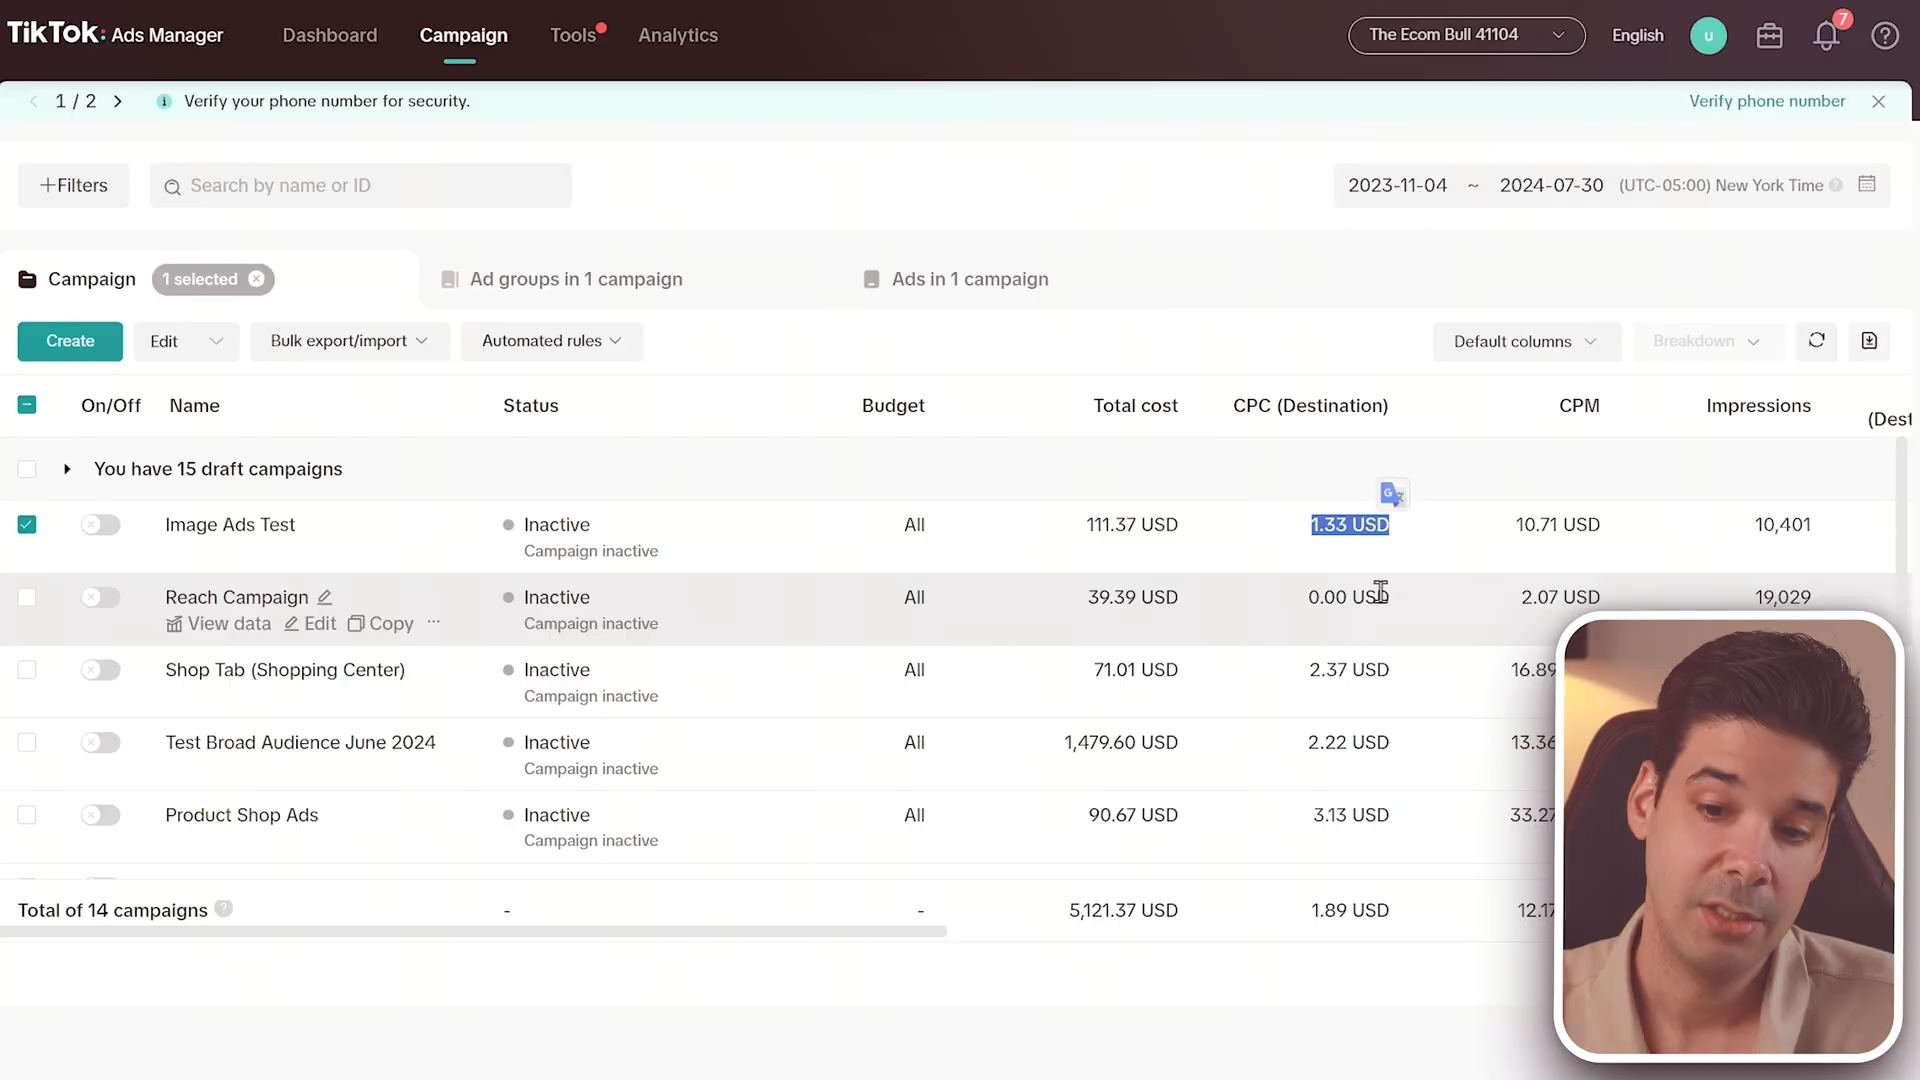 TikTok: Ads Manager
Dashboard
Campaign
Tools
Analytics
The Ecom Bull 41104
English
u
7
1 / 2
Verify your phone number for security.
Verify phone number
+Filters
Search by name or ID
2023-11-04 ~ 2024-07-30 (UTC-05:00) New York Time
Campaign
1 selected
Ad groups in 1 campaign
Ads in 1 campaign
Create
Edit
Bulk export/import
Automated rules
Default columns
Breakdown
On/Off Name Status Budget Total cost CPC (Destination) CPM Impressions
(Dest
You have 15 draft campaigns
Image Ads Test Inactive All 111.37 USD 1.33 USD 10.71 USD 10,401
Campaign inactive
Reach Campaign Inactive All 39.39 USD 0.00 USD 2.07 USD 19,029
View data Edit Copy ... Campaign inactive
Shop Tab (Shopping Center) Inactive All 71.01 USD 2.37 USD 16.89
Campaign inactive
Test Broad Audience June 2024 Inactive All 1,479.60 USD 2.22 USD 13.36
Campaign inactive
Product Shop Ads Inactive All 90.67 USD 3.13 USD 33.27
Campaign inactive
Total of 14 campaigns - - 5,121.37 USD 1.89 USD 12.17